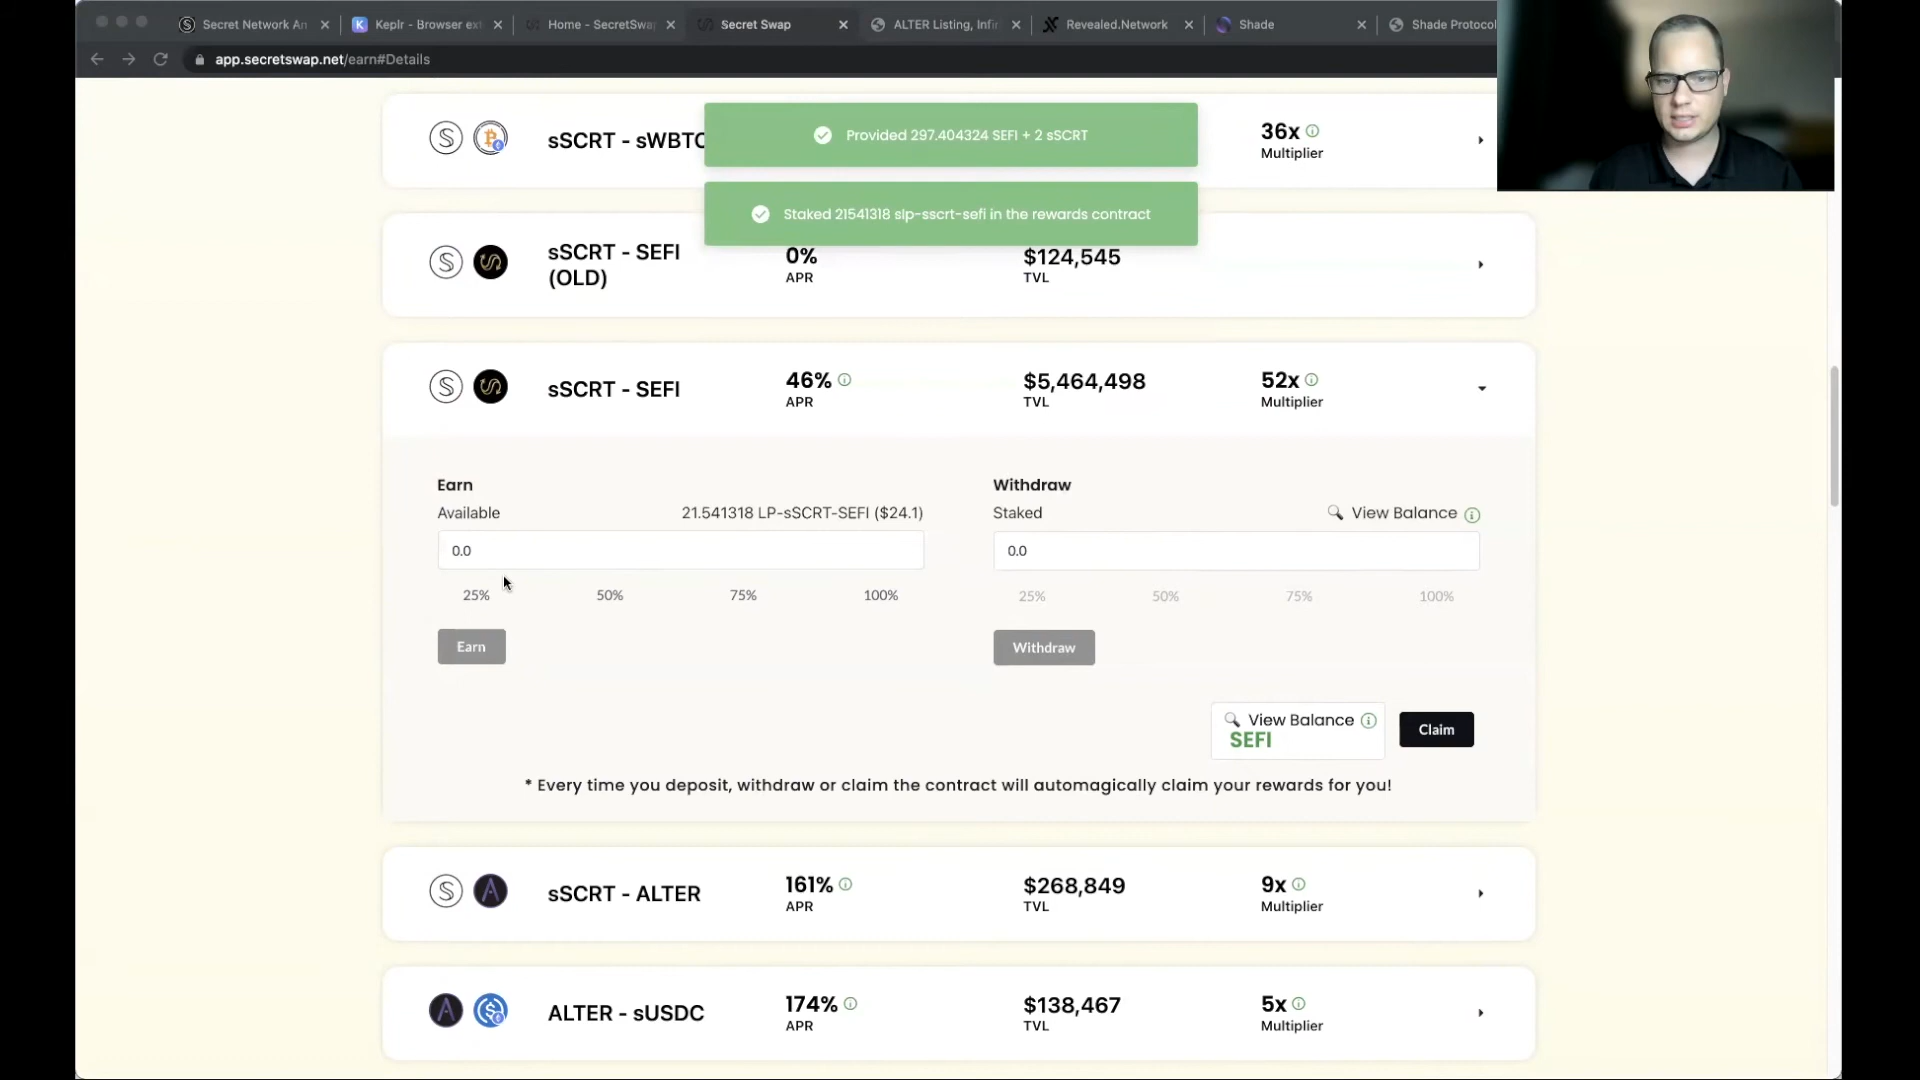 Secret Network An
Keplr - Browser ext
Home - SecretSwa
Secret Swap
ALTER Listing, Infi
Revealed.Network
Shade
Shade Protocol
app.secretswap.net/earn#Details
sSCRT - sWBTC
Provided 297.404324 SEFI + 2 sSCRT
36x
Multiplier
Staked 21541318 slp-sscrt-sefi in the rewards contract
sSCRT - SEFI
(OLD)
0%
APR
$124,545
TVL
sSCRT - SEFI
46%
APR
$5,464,498
TVL
52x
Multiplier
Earn
Available
21.541318 LP-sSCRT-SEFI ($24.1)
0.0
25%
50%
75%
100%
Earn
Withdraw
Staked
View Balance
0.0
25%
50%
75%
100%
Withdraw
View Balance
SEFI
Claim
* Every time you deposit, withdraw or claim the contract will automagically claim your rewards for you!
sSCRT - ALTER
161%
APR
$268,849
TVL
9x
Multiplier
ALTER - sUSDC
174%
APR
$138,467
TVL
5x
Multiplier